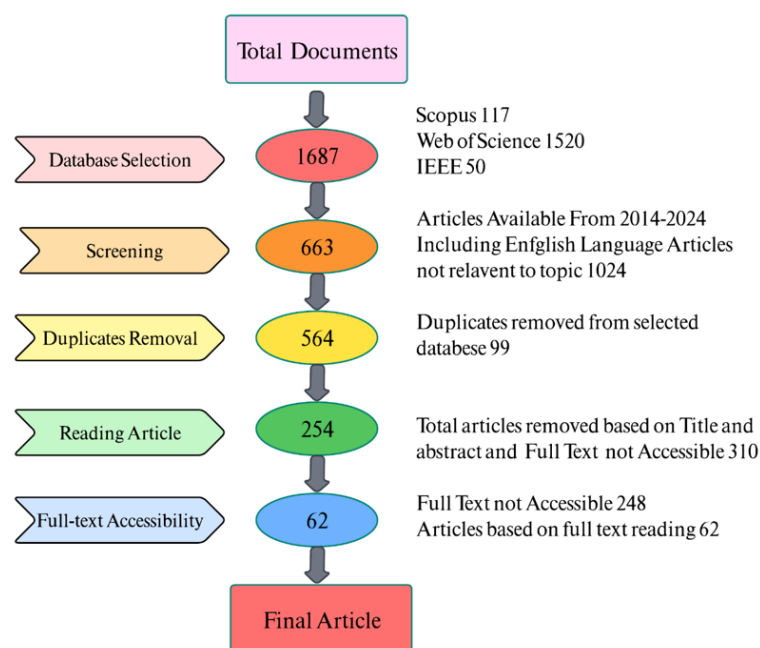 Total Documents
Database Selection
1687
Scopus 117
Web of Science 1520
IEEE 50
Screening
663
Articles Available From 2014-2024
Including Enfglish Language Articles
not relavent to topic 1024
Duplicates Removal
564
Duplicates removed from selected
databese 99
Reading Article
254
Total articles removed based on Title and
abstract and Full Text not Accessible 310
Full-text Accessibility
62
Full Text not Accessible 248
Articles based on full text reading 62
Final Article